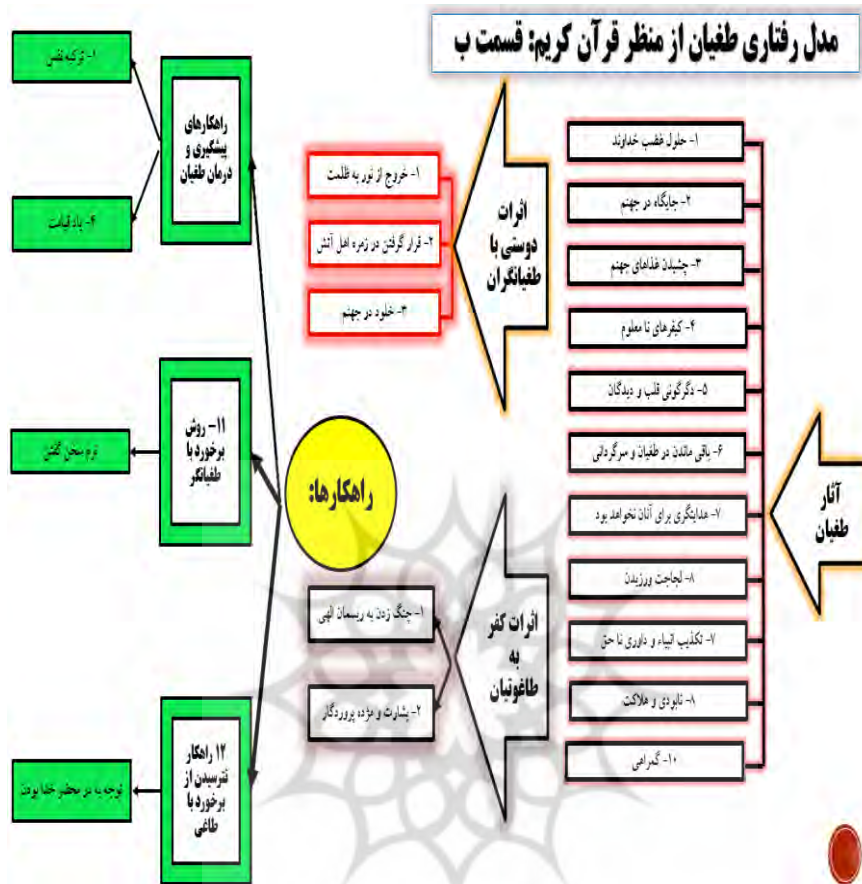 مدل رفتاری طغیان از منظر قرآن کریم: قسمت ب
آثار
طغیان
۱- حلول غضب خداوند
۲- جایگاه در جهنم
۳- چشیدن غذاهای جهنم
۴- کیفرهای نا معلوم
۵- دگرگونی قلب و دیدگان
۶- باقی ماندن در طغیان و سرگردانی
۷- هدایتگری برای آنان نخواهد بود
۸- لجاجت ورزیدن
۷- تکذیب انبیاء و داوری نا حق
۸- نابودی و هلاکت
۱۰- گمراهی
اثرات
دوستی با
طغیانگران
۱- خروج از نور به ظلمت
۲- قرار گرفتن در زمره اهل آتش
۳- خلود در جهنم
اثرات کفر
به
طاغوتیان
۱- چنگ زدن به ریسمان الهی
۲- بشارت و مژده پروردگار
راهکارها:
راهکارهای
پیشگیری و
درمان طغیان
۱- تزکیه نفس
۴- یاد قیامت
۱۱- روش
برخورد با
طغیانگر
نرم سخن گفتن
۱۲ راهکار
نترسیدن از
برخورد با
طاغی
توجه به در محضر خدا بودن